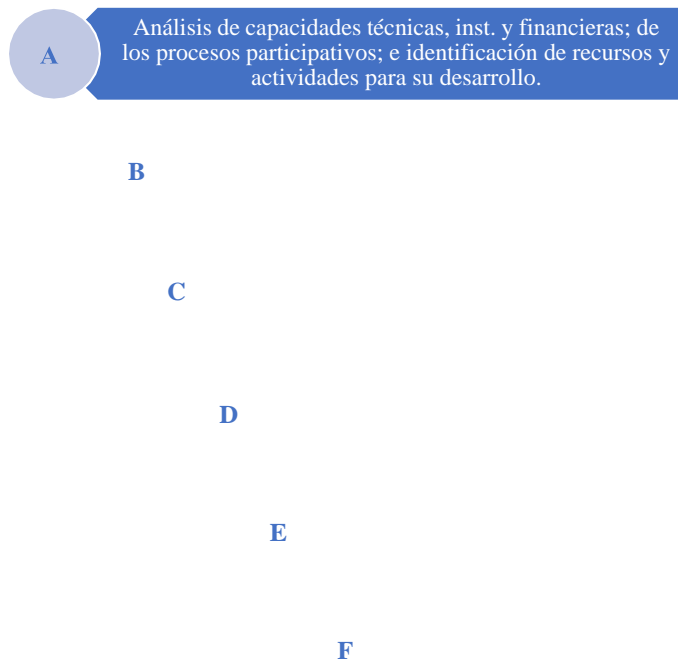 Análisis de capacidades técnicas, inst. y financieras; de
A
los procesos participativos; e identificación de recursos y
actividades para su desarrollo.
B
C
D
E
F